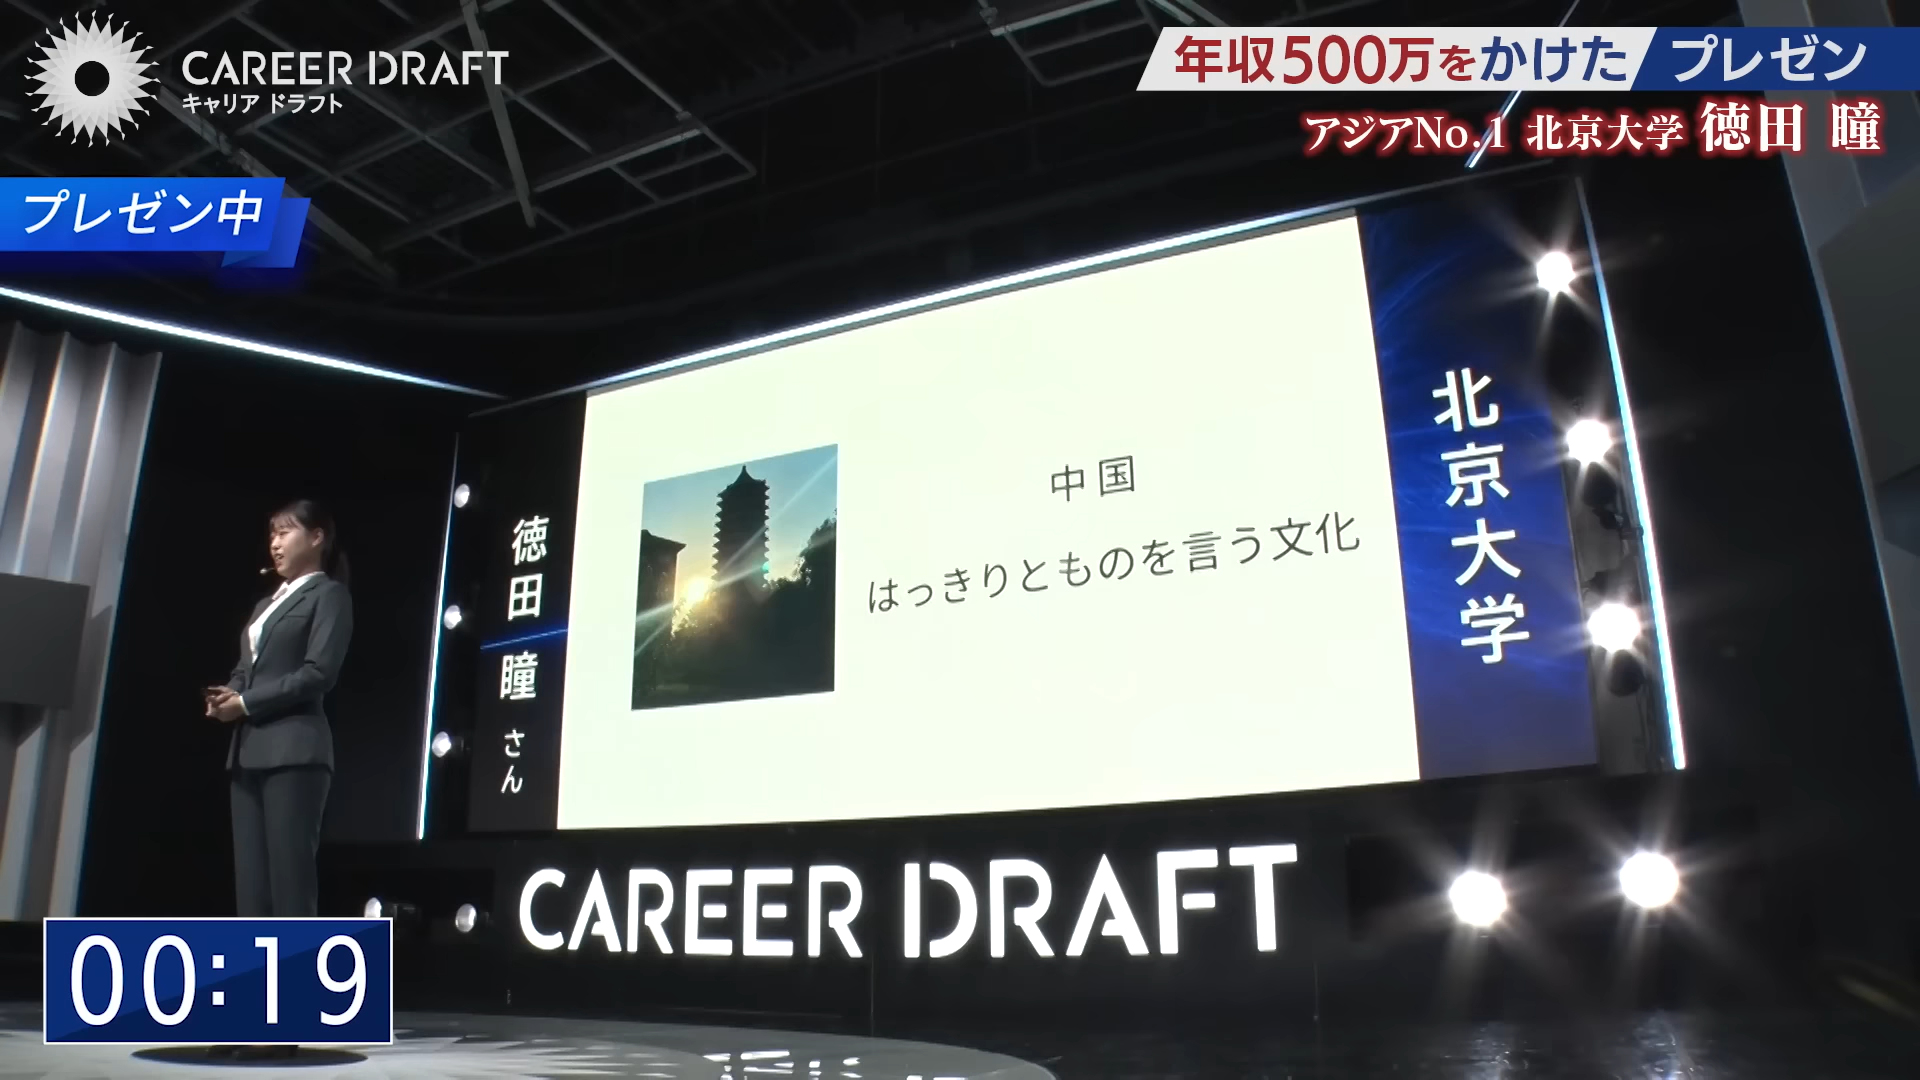 CAREER DRAFT
キャリア ドラフト
年収500万をかけた プレゼン
アジアNo.1 北京大学 徳田 瞳
プレゼン中
徳田 瞳 さん
中国
はっきりとものを言う文化
北京大学
CAREER DRAFT
00:19